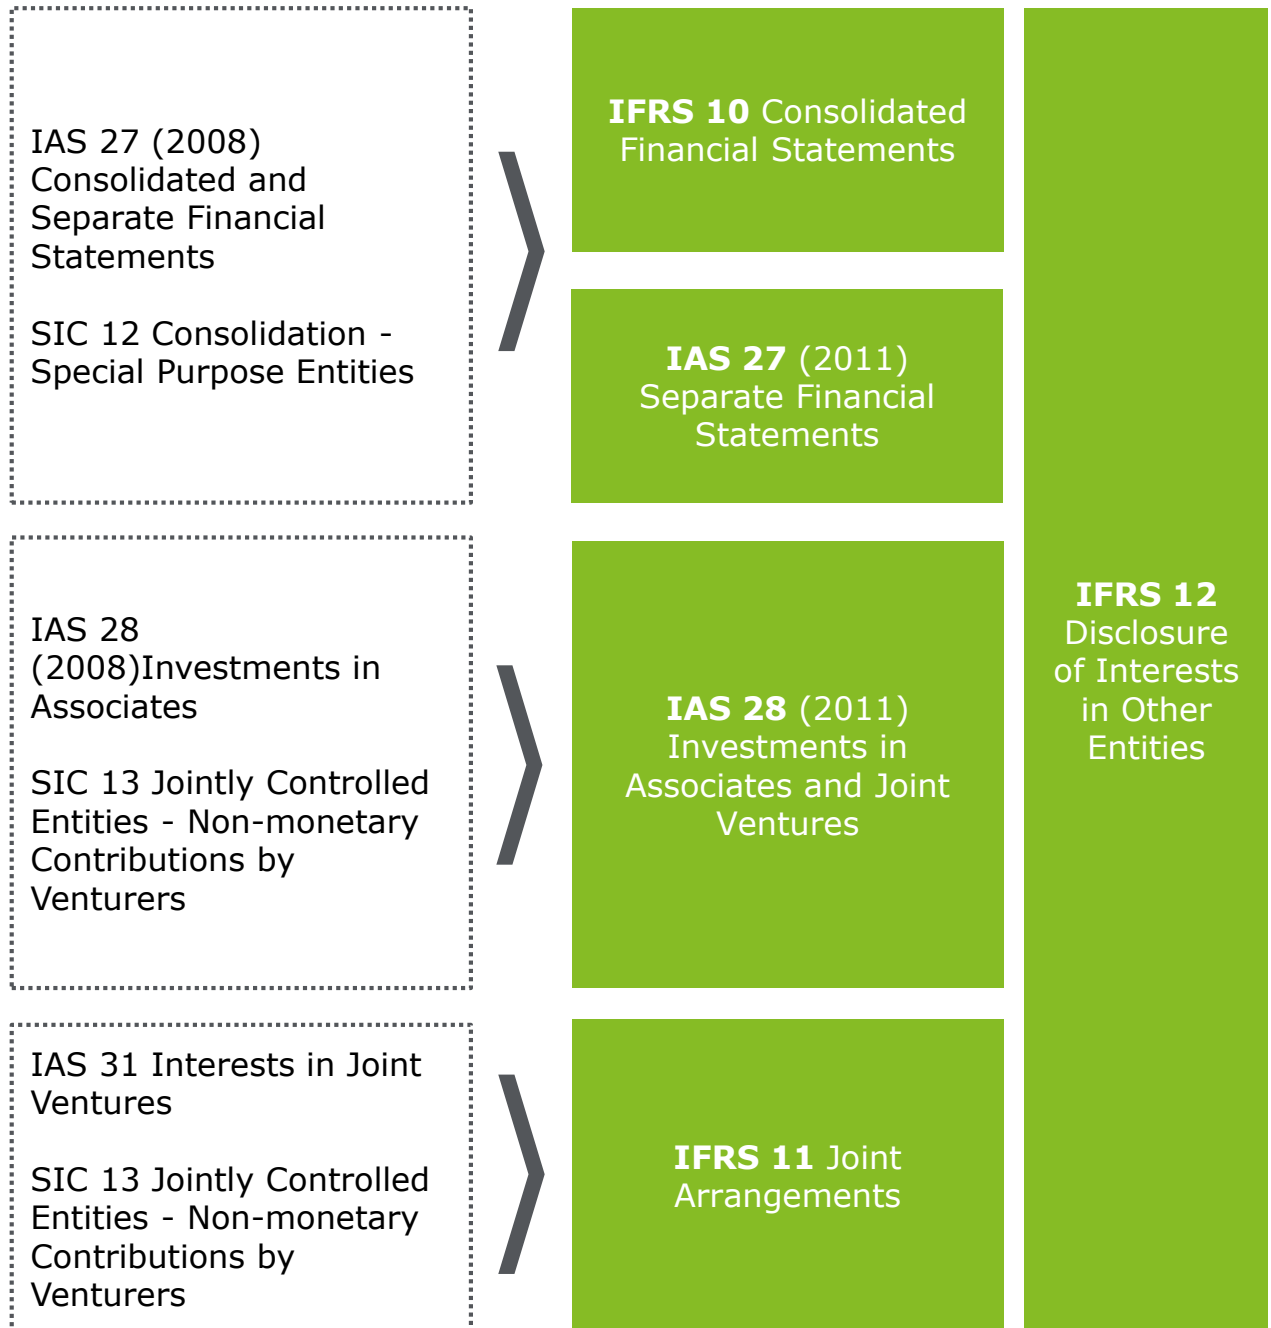 IAS 27 (2008)
Consolidated and
Separate Financial
Statements
SIC 12 Consolidation -
Special Purpose Entities
IFRS 10 Consolidated
Financial Statements
IAS 27 (2011)
Separate Financial
Statements
IAS 28
(2008)Investments in
Associates
SIC 13 Jointly Controlled
Entities - Non-monetary
Contributions by
Venturers
IAS 28 (2011)
Investments in
Associates and Joint
Ventures
IAS 31 Interests in Joint
Ventures
SIC 13 Jointly Controlled
Entities - Non-monetary
Contributions by
Venturers
IFRS 11 Joint
Arrangements
IFRS 12
Disclosure
of Interests
in Other
Entities